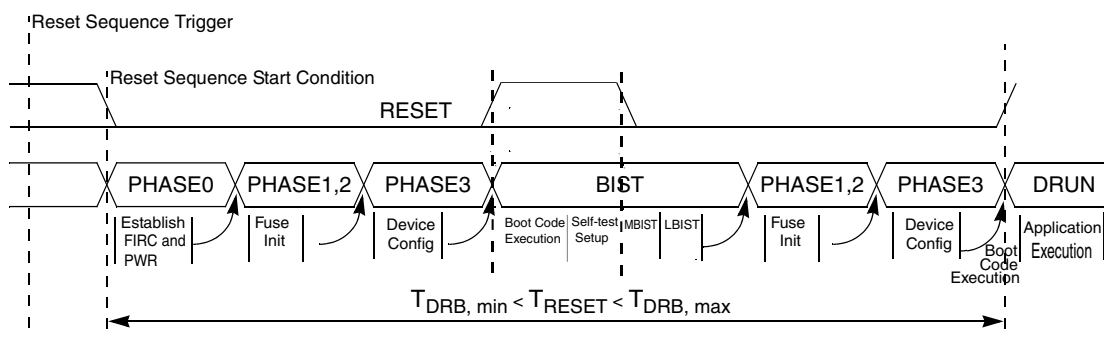 Reset Sequence Trigger
Reset Sequence Start Condition
RESET
PHASE0
PHASE1,2
PHASE3
BIST
PHASE1,2
PHASE3
DRUN
Establish
FIRC and
PWR
Fuse
Init
Device
Config
Boot Code
Execution
Self-test
Setup
MBIST
LBIST
Fuse
Init
Device
Config
Boot
Code
Execution
Application
Execution
TDRB, min < TRESET < TDRB, max